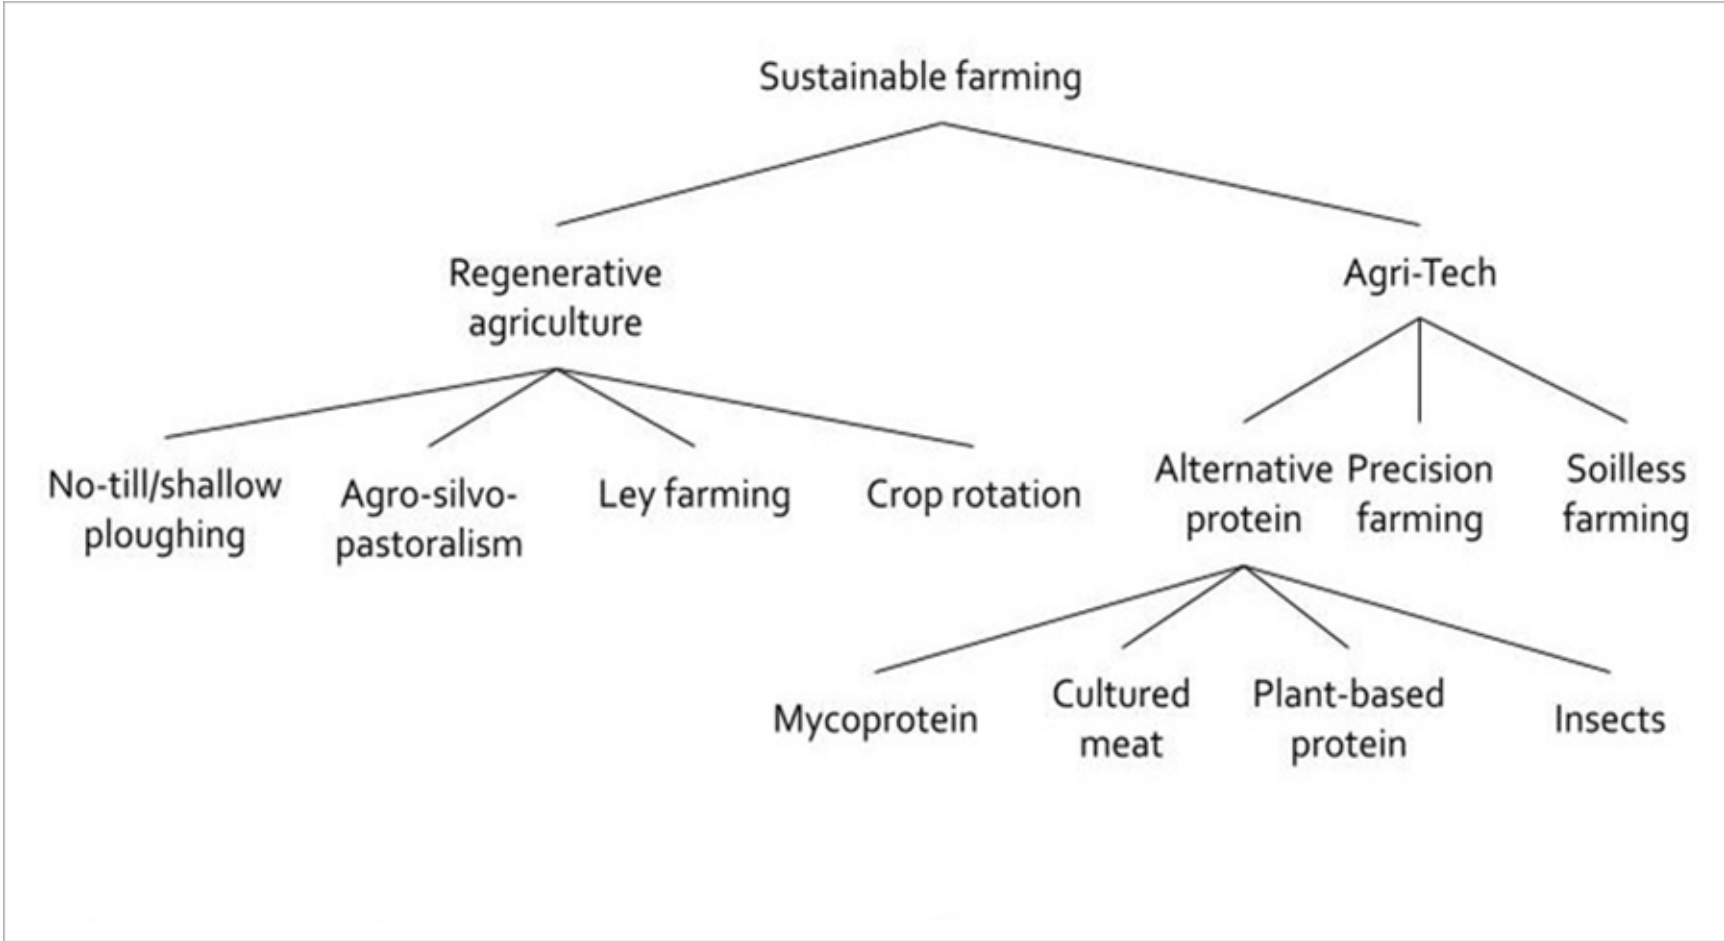 Sustainable farming
Regenerative
agriculture
Agri-Tech
No-till/shallow
ploughing
Agro-silvo-
pastoralism
Ley farming
Crop rotation
Alternative
protein
Precision
farming
Soilless
farming
Mycoprotein
Cultured
meat
Plant-based
protein
Insects